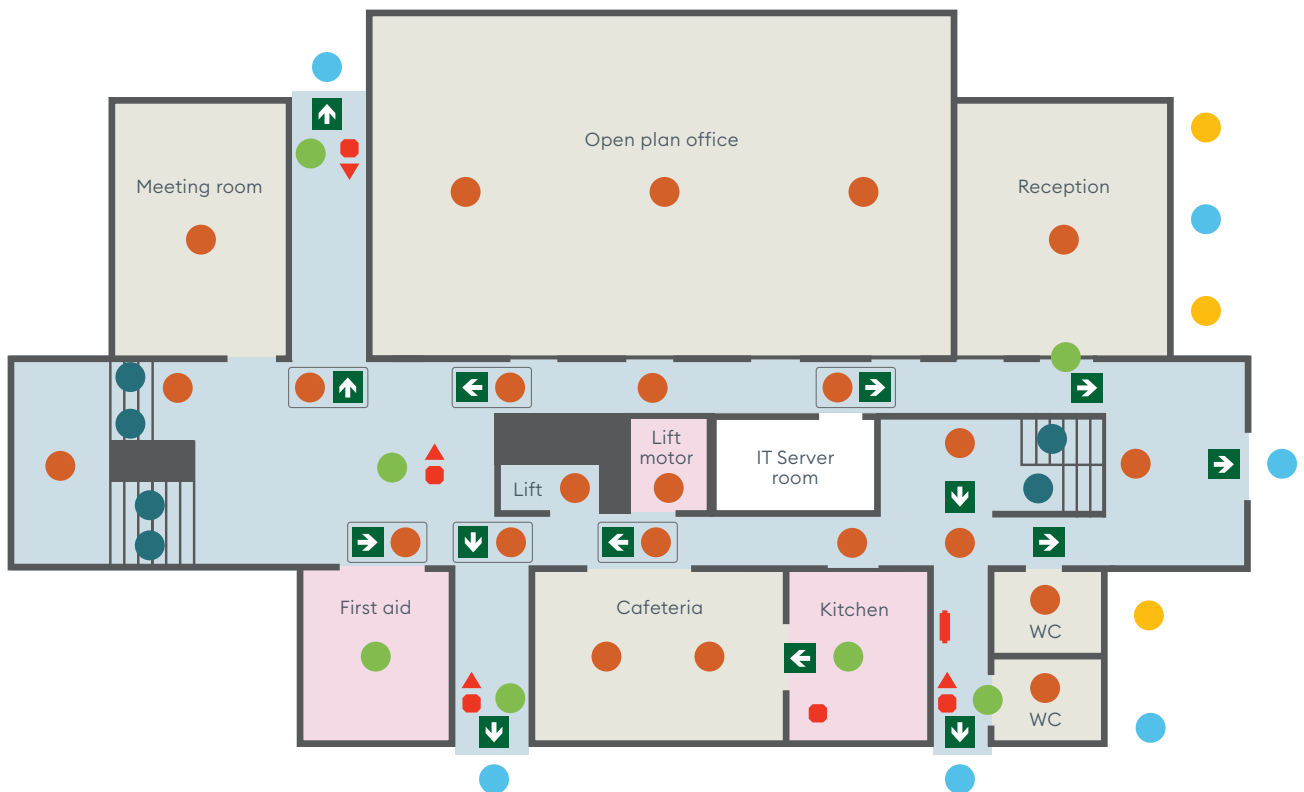 Open plan office
Meeting room
Reception
Lift
motor
IT Server
room
Lift
First aid
Cafeteria
Kitchen
WC
WC